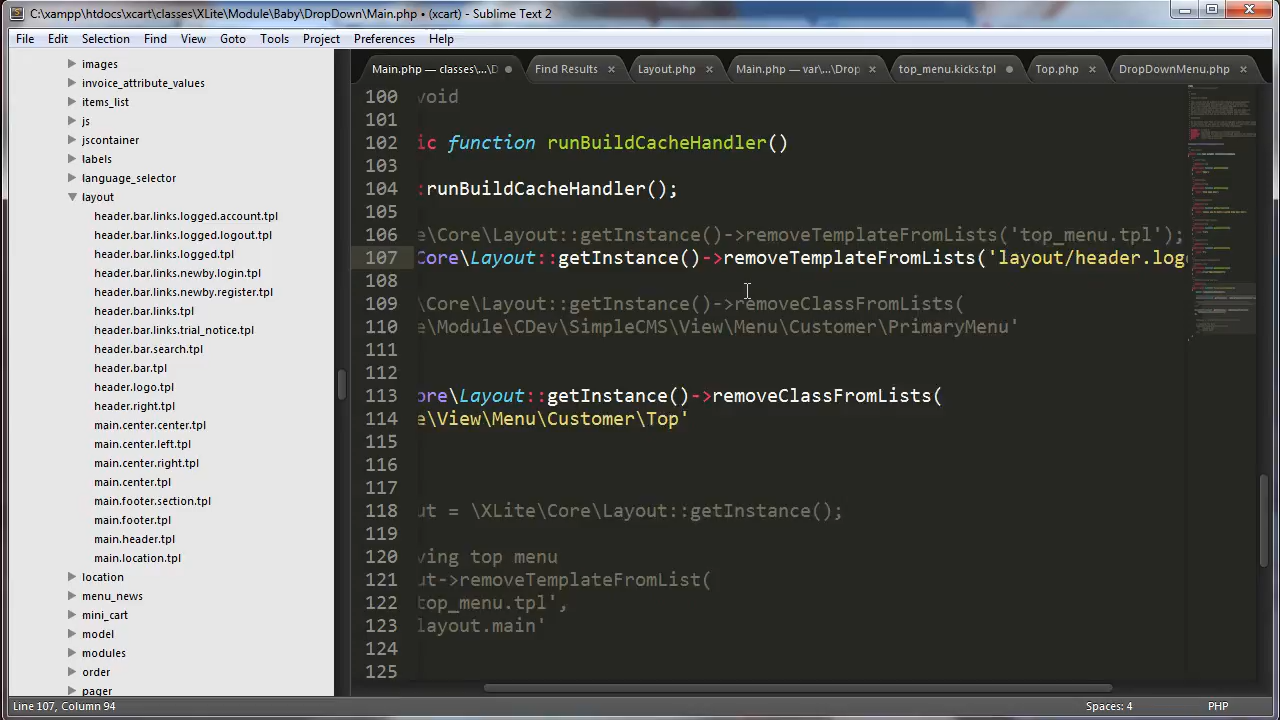 C:\xampp\htdocs\xcart\classes\XLite\Module\Baby\DropDown\Main.php • (xcart) - Sublime Text 2
File Edit Selection Find View Goto Tools Project Preferences Help
images
invoice_attribute_values
items_list
js
jscontainer
labels
language_selector
layout
header.bar.links.logged.account.tpl
header.bar.links.logged.logout.tpl
header.bar.links.logged.tpl
header.bar.links.newby.login.tpl
header.bar.links.newby.register.tpl
header.bar.links.tpl
header.bar.links.trial_notice.tpl
header.bar.search.tpl
header.bar.tpl
header.logo.tpl
header.right.tpl
main.center.center.tpl
main.center.left.tpl
main.center.right.tpl
main.center.tpl
main.footer.section.tpl
main.footer.tpl
main.header.tpl
main.location.tpl
location
menu_news
mini_cart
model
modules
order
pager
Main.php — classes\...\D Find Results Layout.php Main.php — var\...\Drop top_menu.kicks.tpl Top.php DropDownMenu.php
100 void
101
102 ic function runBuildCacheHandler()
103
104 :runBuildCacheHandler();
105
106 e\Core\Layout::getInstance()->removeTemplateFromLists('top_menu.tpl');
107 Core\Layout::getInstance()->removeTemplateFromLists('layout/header.log
108
109 \Core\Layout::getInstance()->removeClassFromLists(
110 e\Module\CDev\SimpleCMS\View\Menu\Customer\PrimaryMenu'
111
112
113 ore\Layout::getInstance()->removeClassFromLists(
114 e\View\Menu\Customer\Top'
115
116
117
118 ut = \XLite\Core\Layout::getInstance();
119
120 ving top menu
121 ut->removeTemplateFromList(
122 top_menu.tpl',
123 layout.main'
124
125
Line 107, Column 94 Spaces: 4 PHP